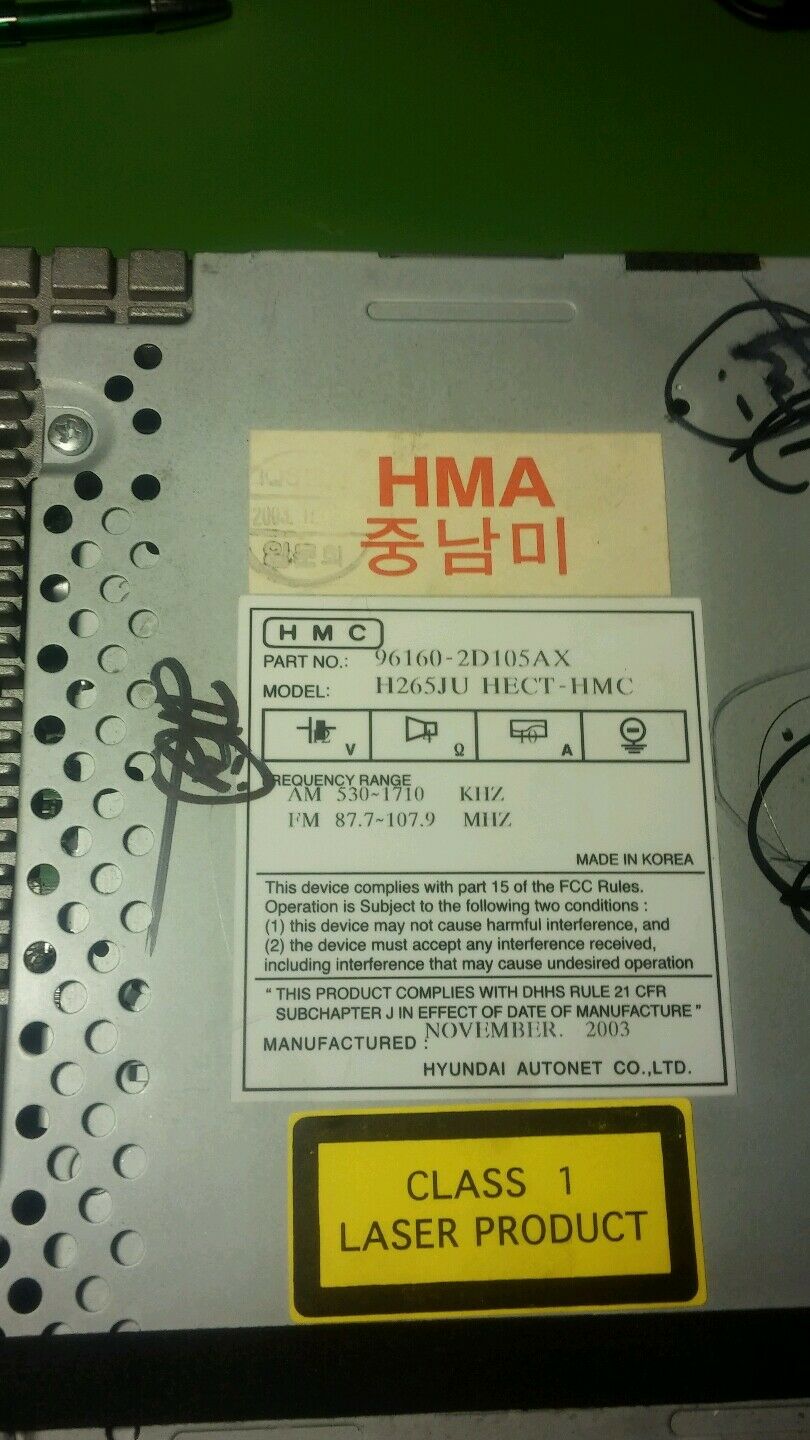 HMA
중남미
HMC
PART NO.: 96160-2D105AX
MODEL: H265JU HECT-HMC
12 V 4 Ω 10 A
FREQUENCY RANGE
AM 530~1710 KHZ
FM 87.7~107.9 MHZ
MADE IN KOREA
This device complies with part 15 of the FCC Rules.
Operation is Subject to the following two conditions :
(1) this device may not cause harmful interference, and
(2) the device must accept any interference received,
including interference that may cause undesired operation
“ THIS PRODUCT COMPLIES WITH DHHS RULE 21 CFR
SUBCHAPTER J IN EFFECT OF DATE OF MANUFACTURE ”
MANUFACTURED : NOVEMBER. 2003
HYUNDAI AUTONET CO.,LTD.
CLASS 1
LASER PRODUCT